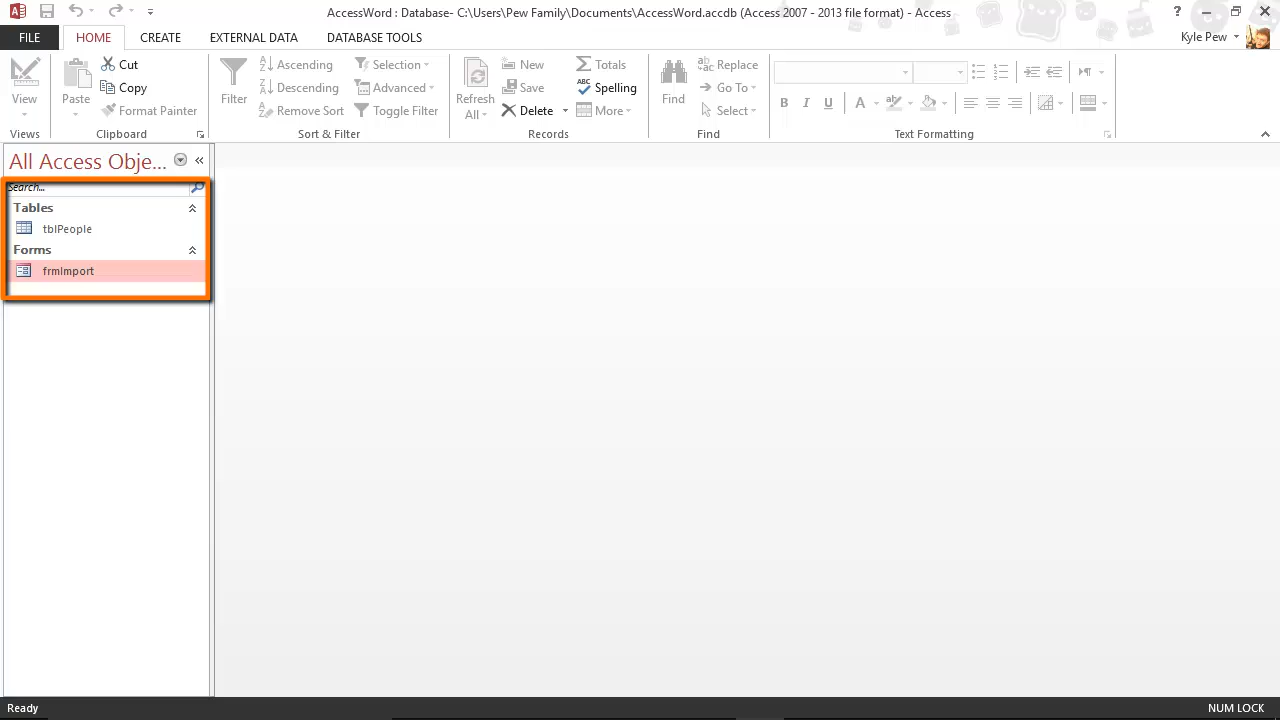 AccessWord : Database- C:\Users\Pew Family\Documents\AccessWord.accdb (Access 2007 - 2013 file format) - Access
FILE HOME CREATE EXTERNAL DATA DATABASE TOOLS Kyle Pew
View
Views
Paste
Cut
Copy
Format Painter
Clipboard
Filter
Ascending
Descending
Remove Sort
Selection
Advanced
Toggle Filter
Sort & Filter
Refresh
All
New
Save
Delete
Totals
Spelling
More
Records
Find
Replace
Go To
Select
Find
B I U A
Text Formatting
All Access Obje...
Search...
Tables
tblPeople
Forms
frmImport
Ready NUM LOCK